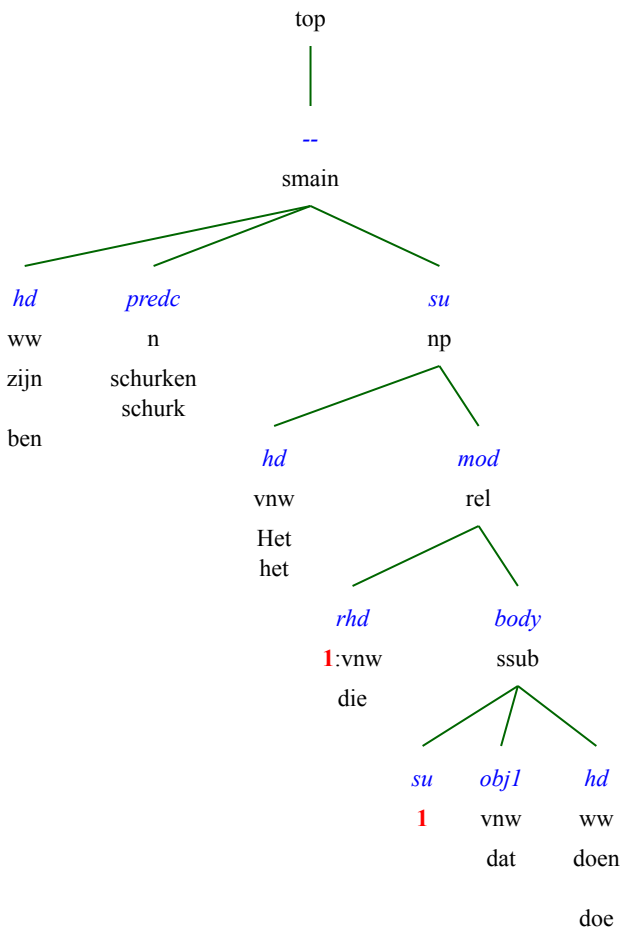 top
--
smain
hd predc su
ww n np
zijn schurken
schurk
ben
hd mod
vnw rel
Het
het
rhd body
1:vnw ssub
die
su obj1 hd
1 vnw ww
dat doen
doe